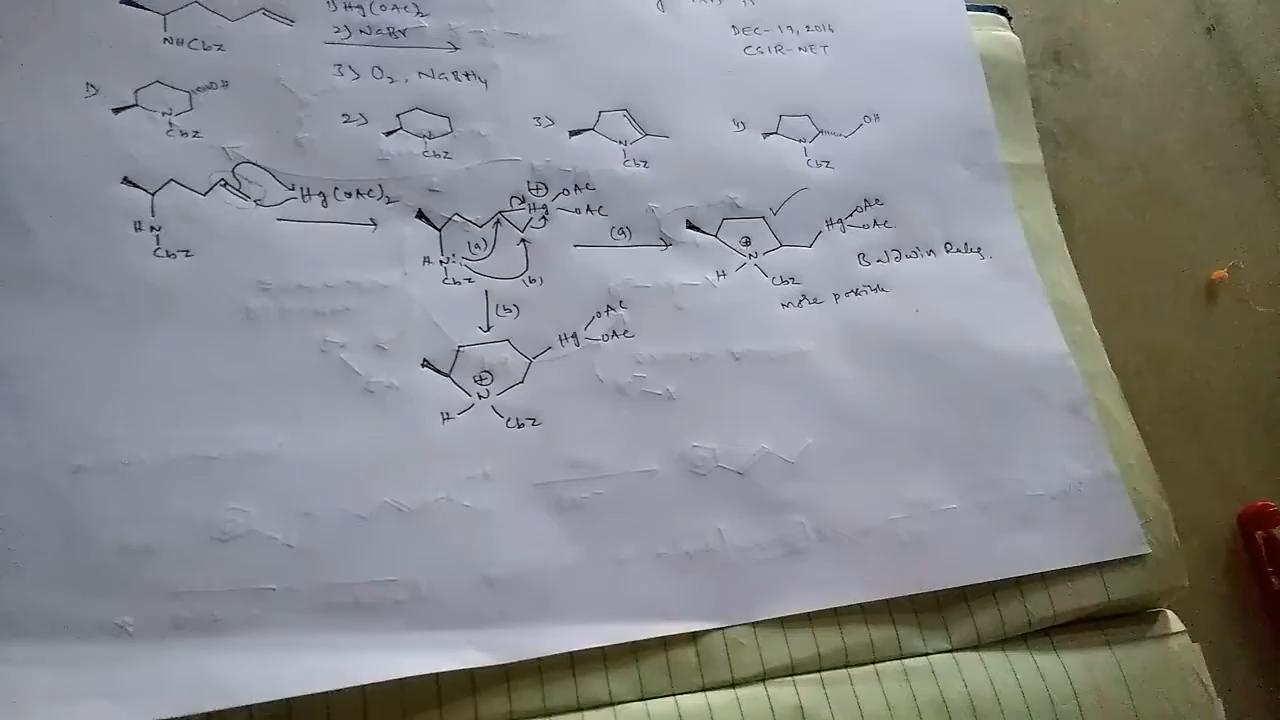 1) Hg(OAc)2
2) NaBr
3) O2, NaBH4
NHCbz
DEC-19, 2016
CSIR-NET
1)
OH
N
Cbz
2)
N
Cbz
3)
N
Cbz
4)
N
OH
Cbz
Hg(OAc)2
H N
Cbz
⊕
Hg
OAc
OAc
(a)
H N:
Cbz
(b)
(a)
⊕
N
H
Cbz
Hg
OAc
OAc
Baldwin Rules.
more possible
(b)
⊕
N
H
Cbz
Hg
OAc
OAc